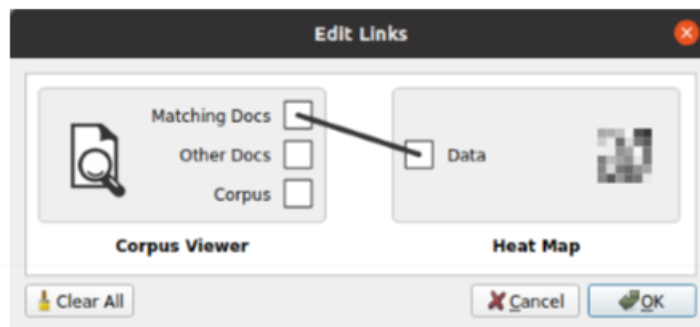 Edit Links
Matching Docs
Other Docs
Data
Corpus
Corpus Viewer
Heat Map
Clear All
Cancel
OK